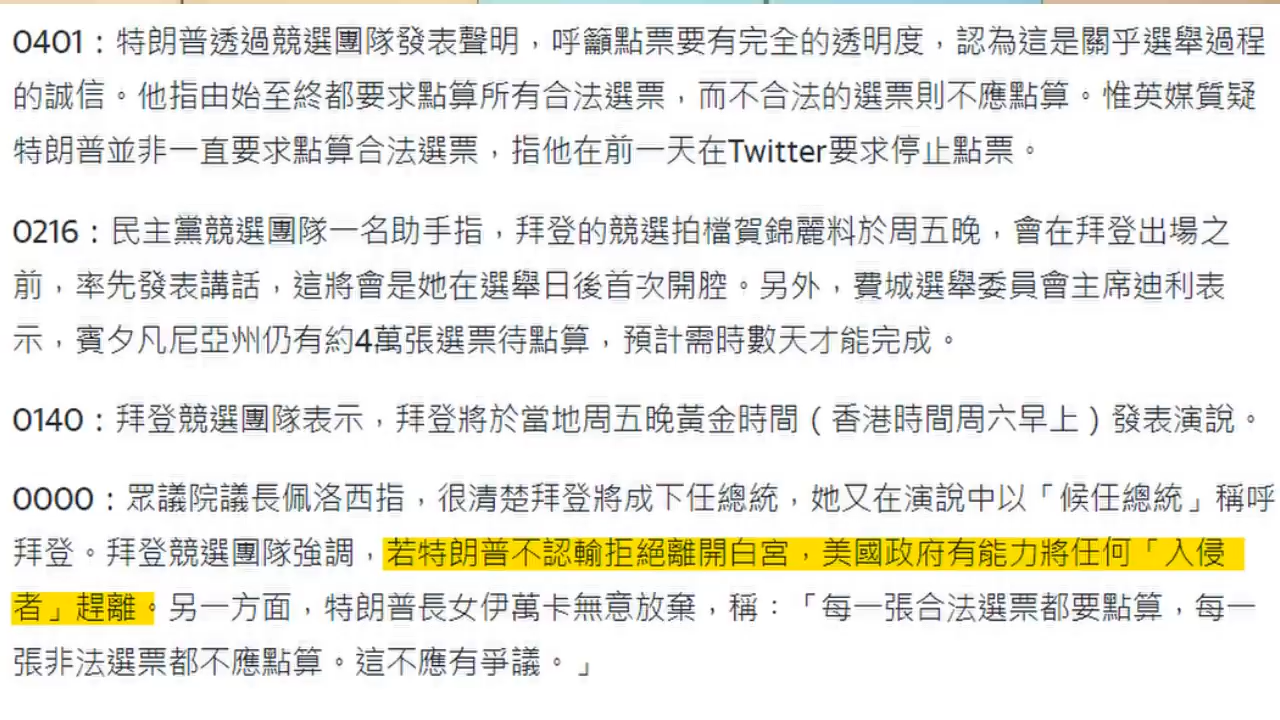 0401：特朗普透過競選團隊發表聲明，呼籲點票要有完全的透明度，認為這是關乎選舉過程
的誠信。他指由始至終都要求點算所有合法選票，而不合法的選票則不應點算。惟英媒質疑
特朗普並非一直要求點算合法選票，指他在前一天在Twitter要求停止點票。
0216：民主黨競選團隊一名助手指，拜登的競選拍檔賀錦麗料於周五晚，會在拜登出場之
前，率先發表講話，這將會是她在選舉日後首次開腔。另外，費城選舉委員會主席迪利表
示，賓夕凡尼亞州仍有約4萬張選票待點算，預計需時數天才能完成。
0140：拜登競選團隊表示，拜登將於當地周五晚黃金時間（香港時間周六早上）發表演說。
0000：眾議院議長佩洛西指，很清楚拜登將成下任總統，她又在演說中以「候任總統」稱呼
拜登。拜登競選團隊強調，若特朗普不認輸拒絕離開白宮，美國政府有能力將任何「入侵
者」趕離。另一方面，特朗普長女伊萬卡無意放棄，稱：「每一張合法選票都要點算，每一
張非法選票都不應點算。這不應有爭議。」